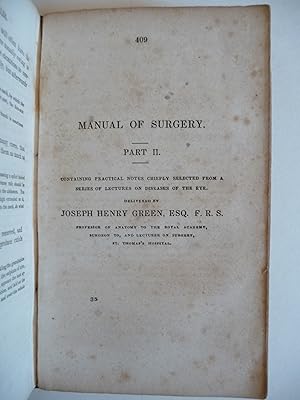 409
MANUAL OF SURGERY.
PART II.
CONTAINING PRACTICAL NOTES CHIEFLY SELECTED FROM A
SERIES OF LECTURES ON DISEASES OF THE EYE.
DELIVERED BY
JOSEPH HENRY GREEN, ESQ. F. R. S.
PROFESSOR OF ANATOMY TO THE ROYAL ACADEMY,
SURGEON TO, AND LECTURER ON SURGERY,
ST. THOMAS'S HOSPITAL.